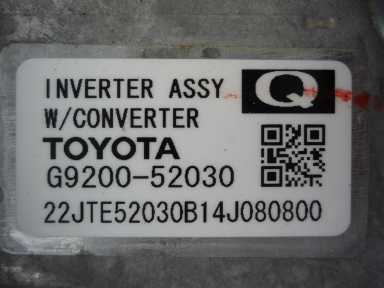 INVERTER ASSY Q
W/CONVERTER
TOYOTA
G9200-52030
22JTE52030B14J080800